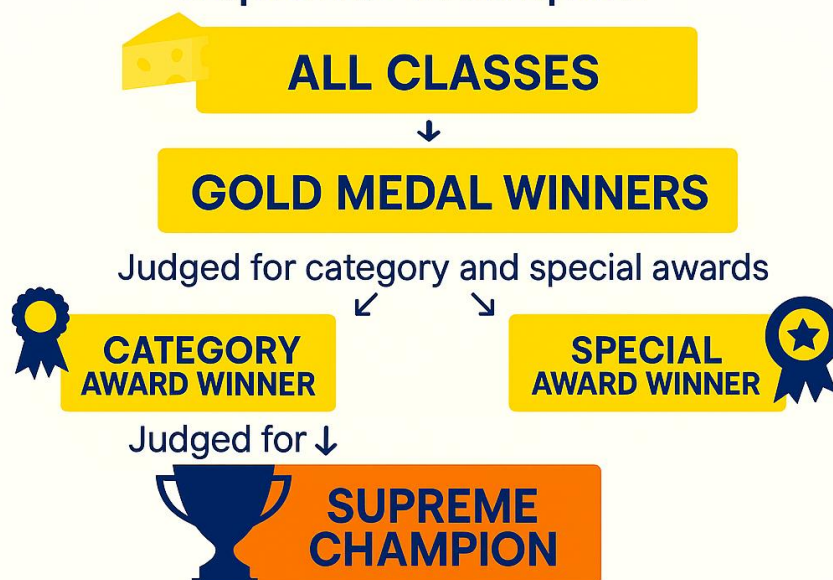 ALL CLASSES
GOLD MEDAL WINNERS
Judged for category and special awards
CATEGORY
AWARD WINNER
SPECIAL
AWARD WINNER
Judged for
SUPREME
CHAMPION